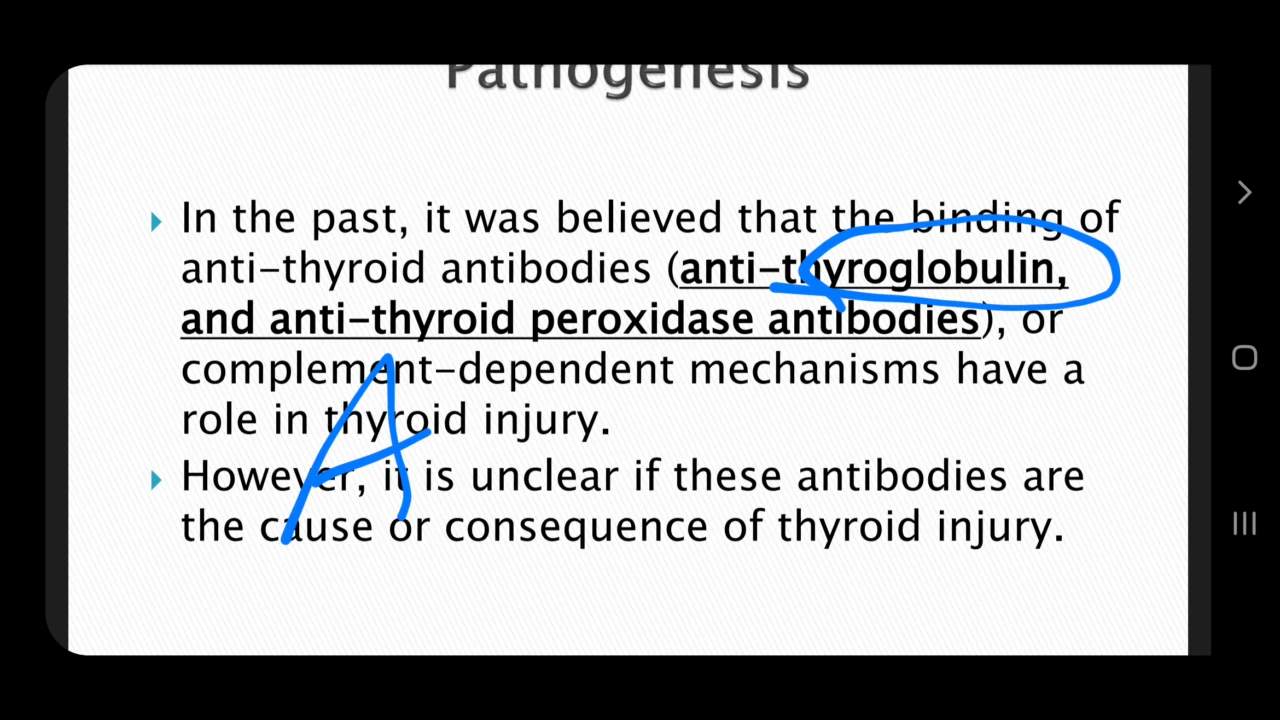 Pathogenesis
In the past, it was believed that the binding of
anti-thyroid antibodies (anti-thyroglobulin,
and anti-thyroid peroxidase antibodies), or
complement-dependent mechanisms have a
role in thyroid injury.
However, it is unclear if these antibodies are
the cause or consequence of thyroid injury.
A